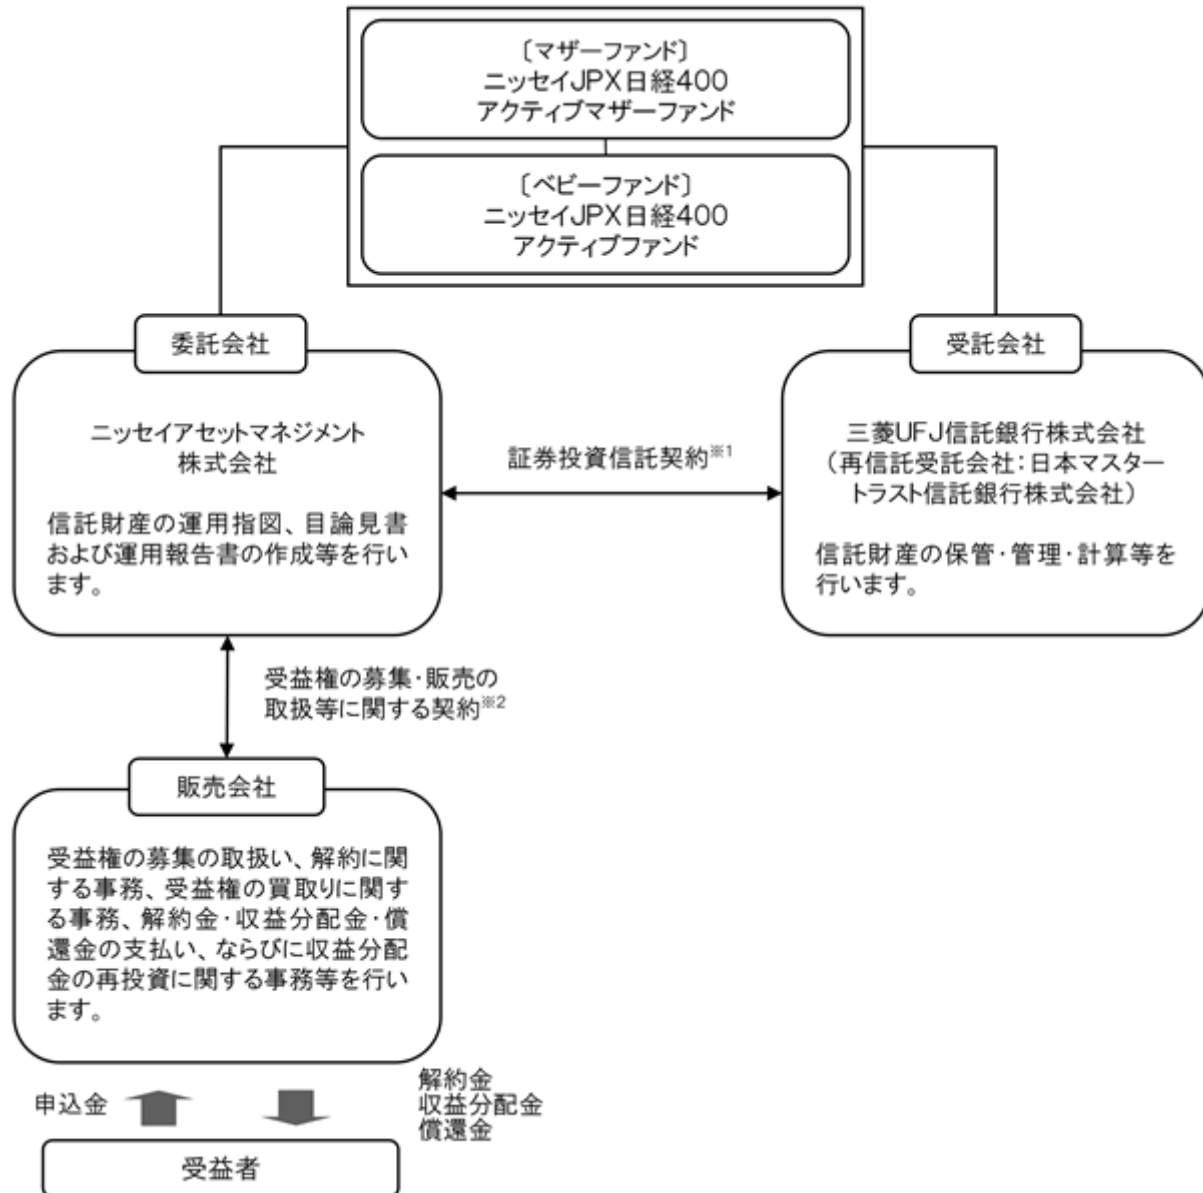 〔マザーファンド〕
ニッセイJPX日経400
アクティブマザーファンド
〔ベビーファンド〕
ニッセイJPX日経400
アクティブファンド
委託会社
ニッセイアセットマネジメント
株式会社
信託財産の運用指図、目論見書
および運用報告書の作成等を行い
ます。
証券投資信託契約※1
受託会社
三菱UFJ信託銀行株式会社
（再信託受託会社：日本マスター
トラスト信託銀行株式会社）
信託財産の保管・管理・計算等を
行います。
受益権の募集・販売の
取扱等に関する契約※2
販売会社
受益権の募集の取扱い、解約に関
する事務、受益権の買取りに関す
る事務、解約金・収益分配金・償
還金の支払い、ならびに収益分配
金の再投資に関する事務等を行い
ます。
申込金
解約金
収益分配金
償還金
受益者